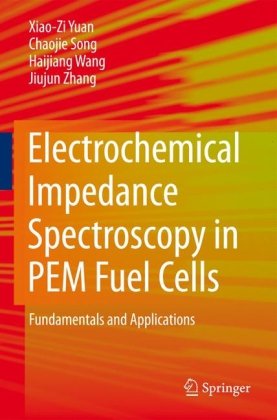 Xiao-Zi Yuan
Chaojie Song
Haijiang Wang
Jiujun Zhang
Electrochemical
Impedance
Spectroscopy in
PEM Fuel Cells
Fundamentals and Applications
Springer